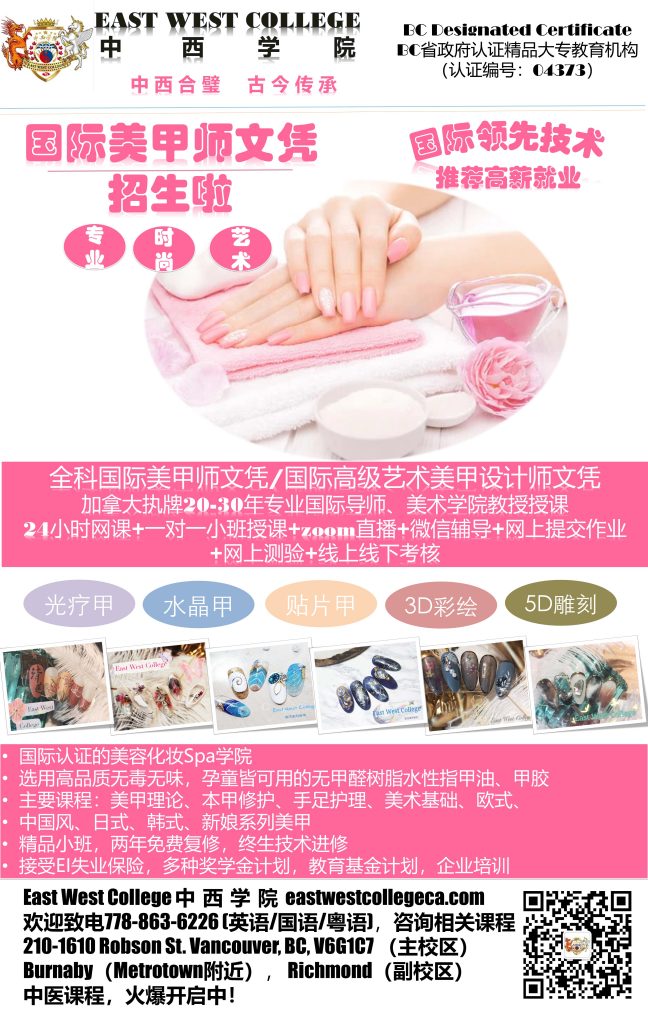 EAST WEST COLLEGE
中 西 学 院
中西合璧 古今传承
BC Designated Certificate
BC省政府认证精品大专教育机构
（认证编号：04373）
国际美甲师文凭
招生啦
国际领先技术
推荐高薪就业
专业
时尚
艺术
全科国际美甲师文凭/国际高级艺术美甲设计师文凭
加拿大执牌20-30年专业国际导师、美术学院教授授课
24小时网课+一对一小班授课+zoom直播+微信辅导+网上提交作业
+网上测验+线上线下考核
光疗甲
水晶甲
贴片甲
3D彩绘
5D雕刻
East West College
East West College
East West College
East West College
East West College
• 国际认证的美容化妆Spa学院
• 选用高品质无毒无味，孕童皆可用的无甲醛树脂水性指甲油、甲胶
• 主要课程：美甲理论、本甲修护、手足护理、美术基础、欧式、
• 中国风、日式、韩式、新娘系列美甲
• 精品小班，两年免费复修，终生技术进修
• 接受EI失业保险，多种奖学金计划，教育基金计划，企业培训
East West College 中 西 学 院 eastwestcollegeca.com
欢迎致电778-863-6226 (英语/国语/粤语)，咨询相关课程
210-1610 Robson St. Vancouver, BC, V6G1C7 （主校区）
Burnaby（Metrotown附近）， Richmond（副校区）
中医课程，火爆开启中！